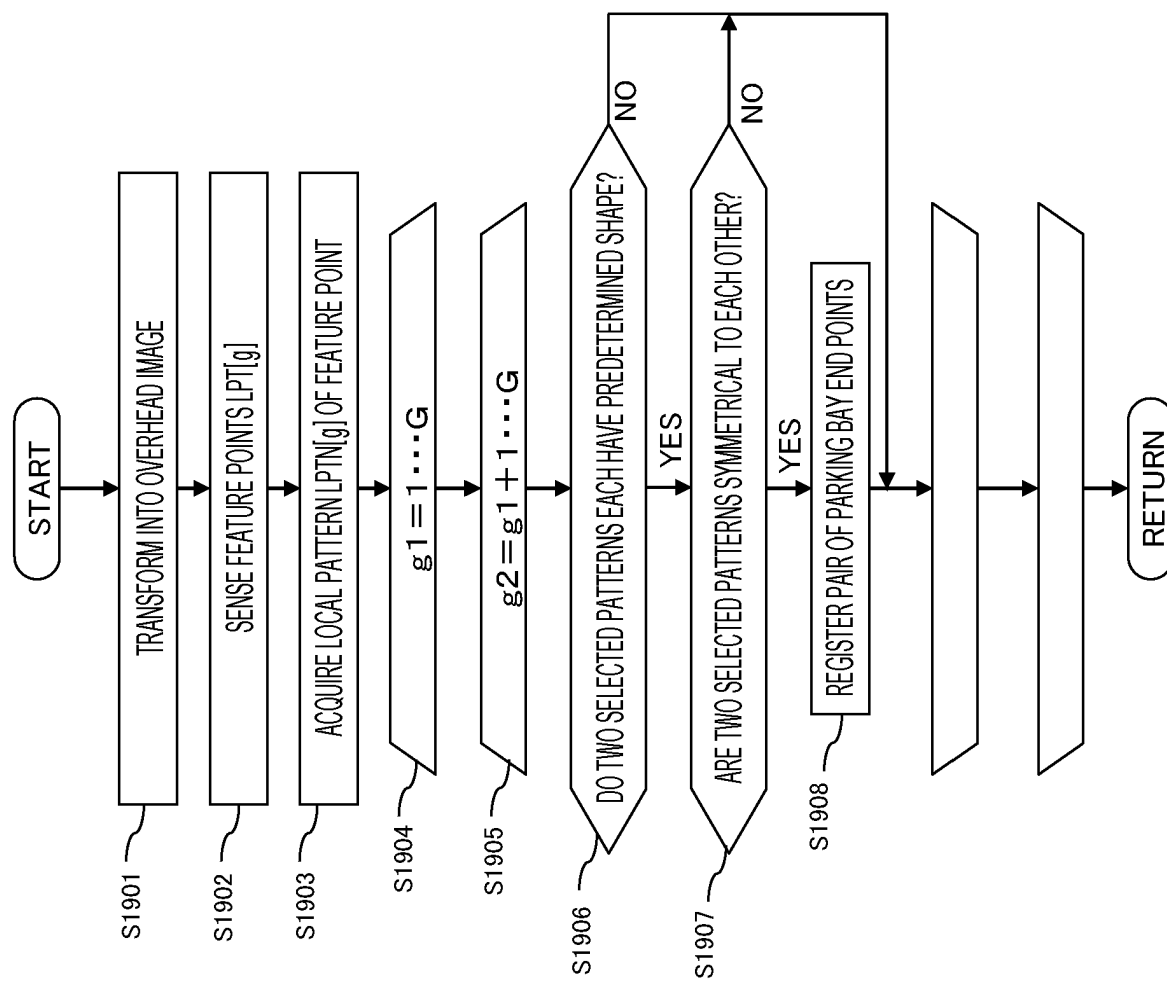 START
S1901
TRANSFORM INTO OVERHEAD IMAGE
S1902
SENSE FEATURE POINTS LPT[g]
S1903
ACQUIRE LOCAL PATTERN LPTN[g] OF FEATURE POINT
S1904
g1=1･･･G
S1905
g2=g1+1･･･G
S1906
DO TWO SELECTED PATTERNS EACH HAVE PREDETERMINED SHAPE?
NO
YES
S1907
ARE TWO SELECTED PATTERNS SYMMETRICAL TO EACH OTHER?
NO
YES
S1908
REGISTER PAIR OF PARKING BAY END POINTS
RETURN